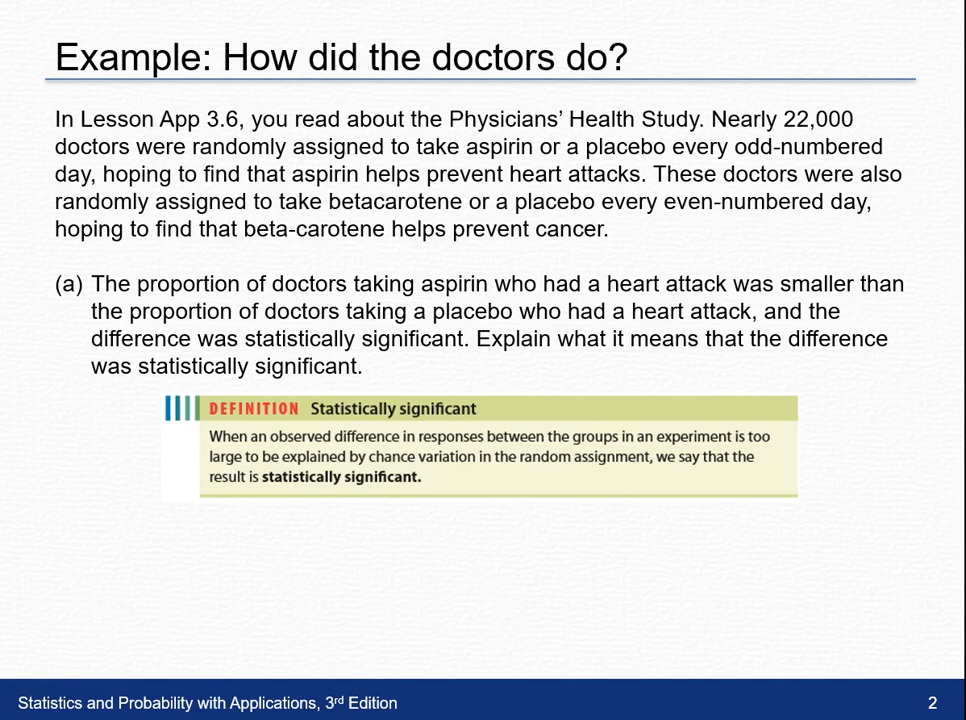 Example: How did the doctors do?
In Lesson App 3.6, you read about the Physicians’ Health Study. Nearly 22,000
doctors were randomly assigned to take aspirin or a placebo every odd-numbered
day, hoping to find that aspirin helps prevent heart attacks. These doctors were also
randomly assigned to take betacarotene or a placebo every even-numbered day,
hoping to find that beta-carotene helps prevent cancer.
(a) The proportion of doctors taking aspirin who had a heart attack was smaller than
the proportion of doctors taking a placebo who had a heart attack, and the
difference was statistically significant. Explain what it means that the difference
was statistically significant.
DEFINITION Statistically significant
When an observed difference in responses between the groups in an experiment is too
large to be explained by chance variation in the random assignment, we say that the
result is statistically significant.
Statistics and Probability with Applications, 3rd Edition
2